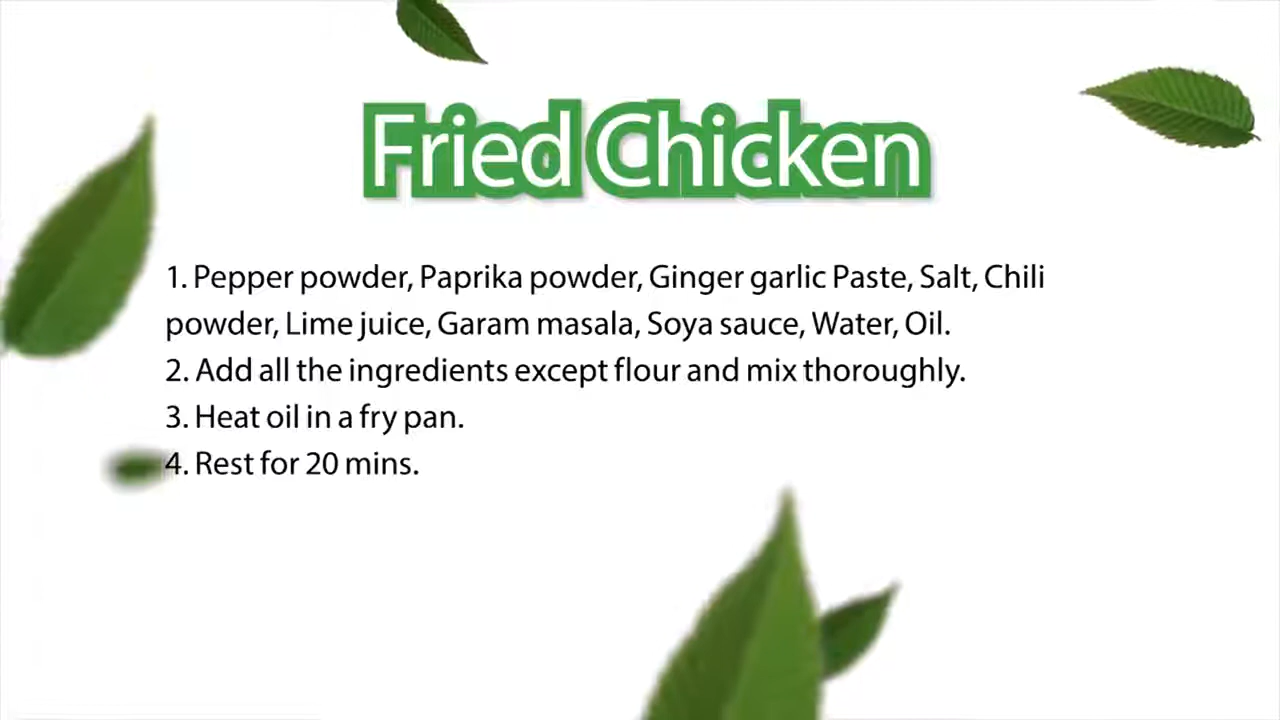 Fried Chicken
1. Pepper powder, Paprika powder, Ginger garlic Paste, Salt, Chili
powder, Lime juice, Garam masala, Soya sauce, Water, Oil.
2. Add all the ingredients except flour and mix thoroughly.
3. Heat oil in a fry pan.
4. Rest for 20 mins.